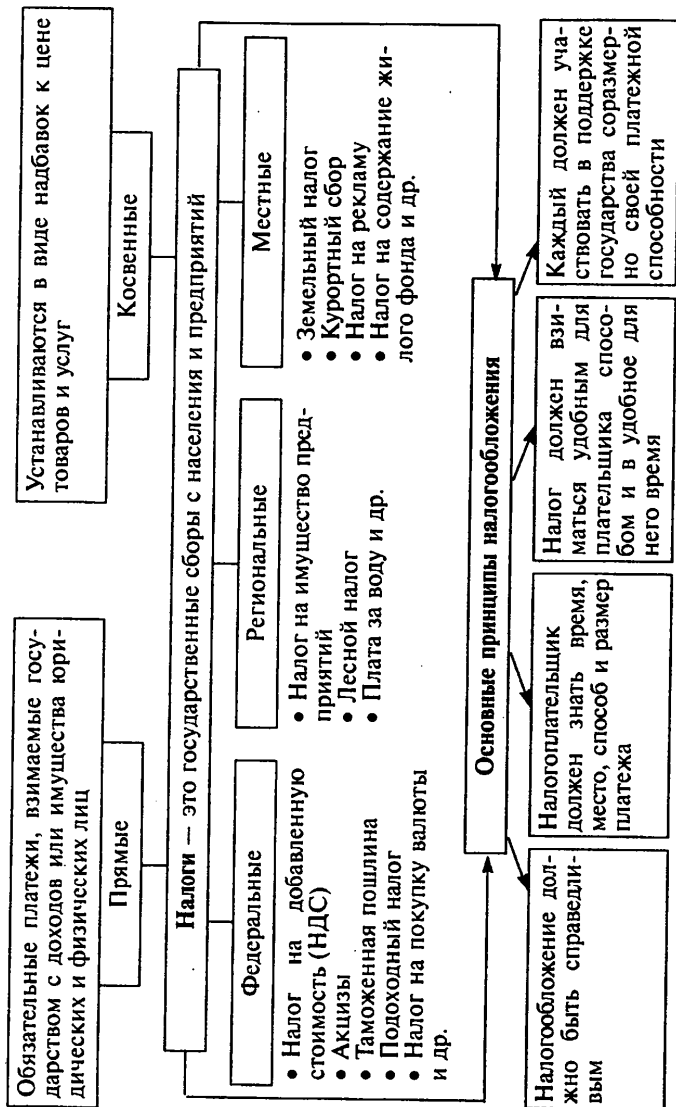 Обязательные платежи, взимаемые госу-
дарством с доходов или имущества юри-
дических и физических лиц
Устанавливаются в виде надбавок к цене
товаров и услуг
Прямые
Косвенные
Налоги — это государственные сборы с населения и предприятий
Федеральные
• Налог на добавленную
стоимость (НДС)
• Акцизы
• Таможенная пошлина
• Подоходный налог
• Налог на покупку валюты
и др.
Региональные
• Налог на имущество пред-
приятий
• Лесной налог
• Плата за воду и др.
Местные
• Земельный налог
• Курортный сбор
• Налог на рекламу
• Налог на содержание жи-
лого фонда и др.
Основные принципы налогообложения
Налогообложение дол-
жно быть справедли-
вым
Налогоплательщик
должен знать время,
место, способ и размер
платежа
Налог должен взи-
маться удобным для
плательщика спосо-
бом и в удобное для
него время
Каждый должен уча-
ствовать в поддержке
государства соразмер-
но своей платежной
способности